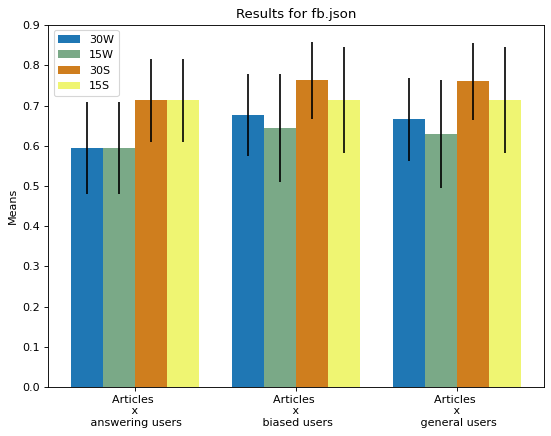 Results for fb.json
30W
15W
30S
15S
Means
0.9
0.8
0.7
0.6
0.5
0.4
0.3
0.2
0.1
0.0
Articles
x
answering users
Articles
x
biased users
Articles
x
general users